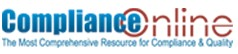 ComplianceOnline
The Most Comprehensive Resource for Compliance & Quality